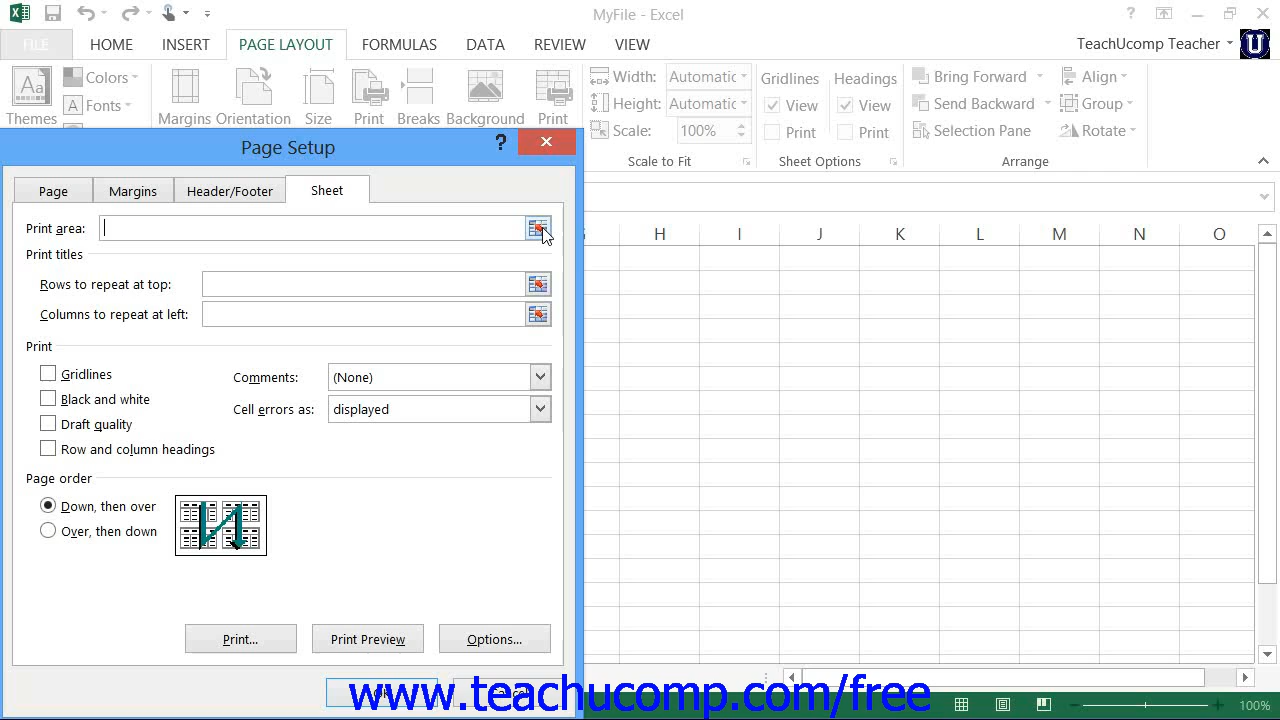 MyFile - Excel
?
FILE HOME INSERT PAGE LAYOUT FORMULAS DATA REVIEW VIEW TeachUcomp Teacher U
Aa Colors Width: Automatic Gridlines Headings Bring Forward Align
A Fonts Height: Automatic View View Send Backward Group
Themes Margins Orientation Size Print Breaks Background Print Scale: 100% Print Print Selection Pane Rotate
Scale to Fit Sheet Options Arrange
Page Setup ?
Page Margins Header/Footer Sheet
Print area:
H I J K L M N O
Print titles
Rows to repeat at top:
Columns to repeat at left:
Print
Gridlines Comments: (None)
Black and white Cell errors as: displayed
Draft quality
Row and column headings
Page order
Down, then over
Over, then down
Print... Print Preview Options...
www.teachucomp.com/free
100%